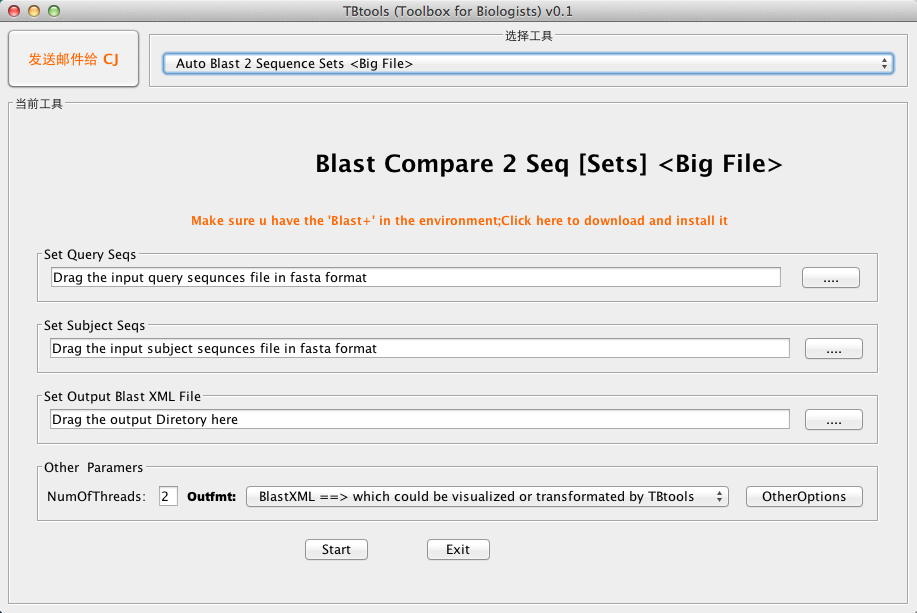 TBtools (Toolbox for Biologists) v0.1
发送邮件给 CJ
选择工具
Auto Blast 2 Sequence Sets <Big File>
当前工具
Blast Compare 2 Seq [Sets] <Big File>
Make sure u have the 'Blast+' in the environment;Click here to download and install it
Set Query Seqs
Drag the input query sequnces file in fasta format ....
Set Subject Seqs
Drag the input subject sequnces file in fasta format ....
Set Output Blast XML File
Drag the output Diretory here ....
Other Paramers
NumOfThreads: 2 Outfmt: BlastXML ==> which could be visualized or transformated by TBtools OtherOptions
Start Exit